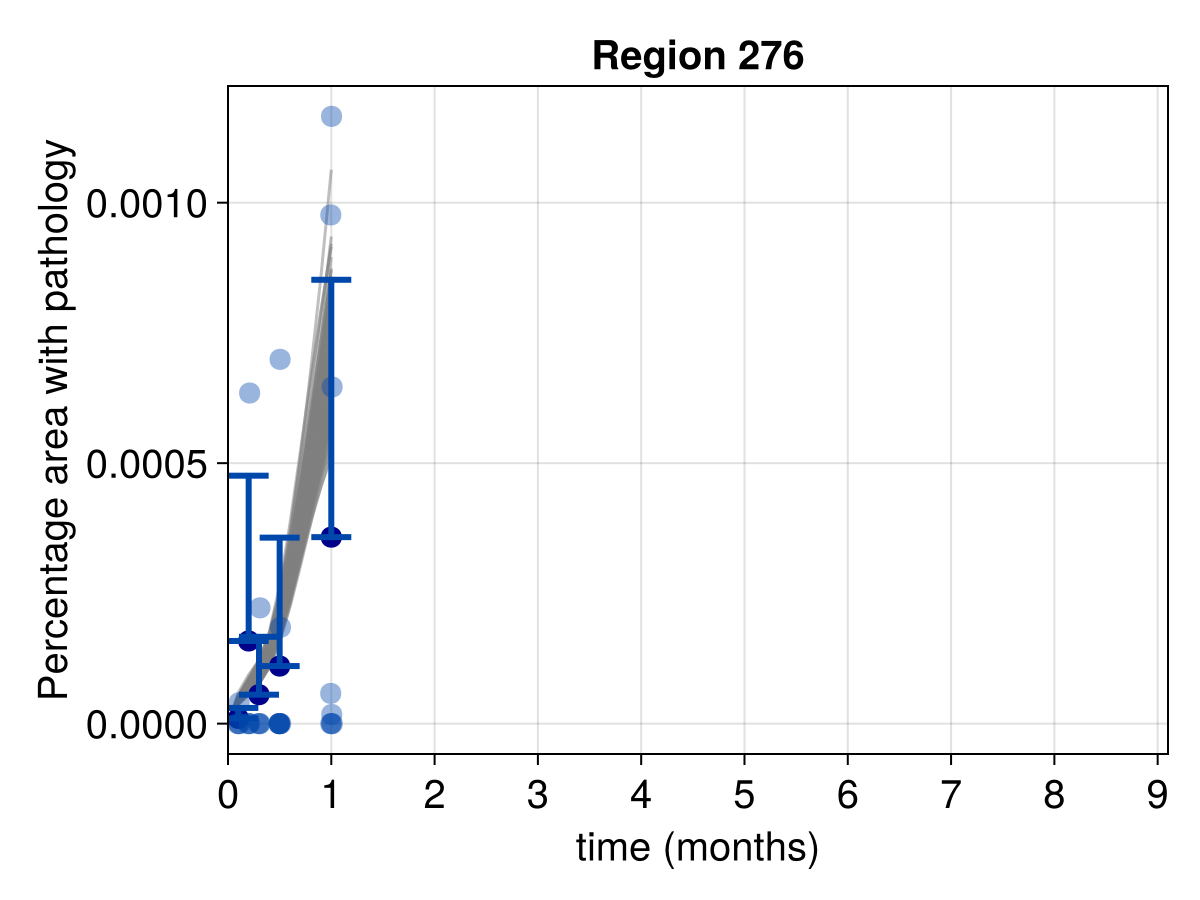 Region 276
Percentage area with pathology
0.0010
0.0005
0.0000
0 1 2 3 4 5 6 7 8 9
time (months)